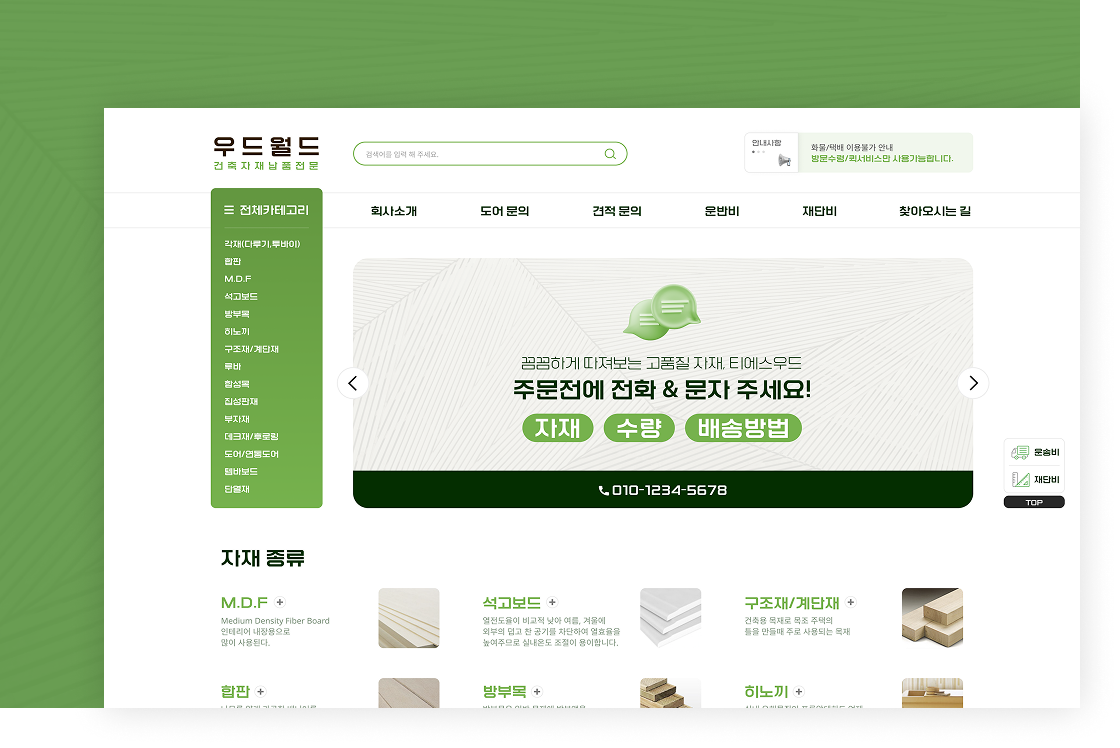 우드월드
건축자재납품전문
검색어를 입력 해 주세요.
안내사항
화물/택배 이용불가 안내
방문수령/퀵서비스만 사용가능합니다.
전체카테고리
회사소개
도어 문의
견적 문의
운반비
재단비
찾아오시는 길
각재(다루기,투바이)
합판
M.D.F
석고보드
방부목
히노끼
구조재/계단재
루바
합성목
집성판재
부자재
데크재/후로링
도어/연동도어
템바보드
단열재
꼼꼼하게 따져보는 고품질 자재, 티에스우드
주문전에 전화 & 문자 주세요!
자재 수량 배송방법
010-1234-5678
운송비
재단비
TOP
자재 종류
M.D.F
Medium Density Fiber Board
인테리어 내장용으로
많이 사용된다.
석고보드
열전도율이 비교적 낮아 여름, 겨울에
외부의 덥고 찬 공기를 차단하여 열효율을
높여주므로 실내온도 조절이 용이합니다.
구조재/계단재
건축용 목재로 목조 주택의
틀을 만들때 주로 사용되는 목재
합판
방부목
히노끼